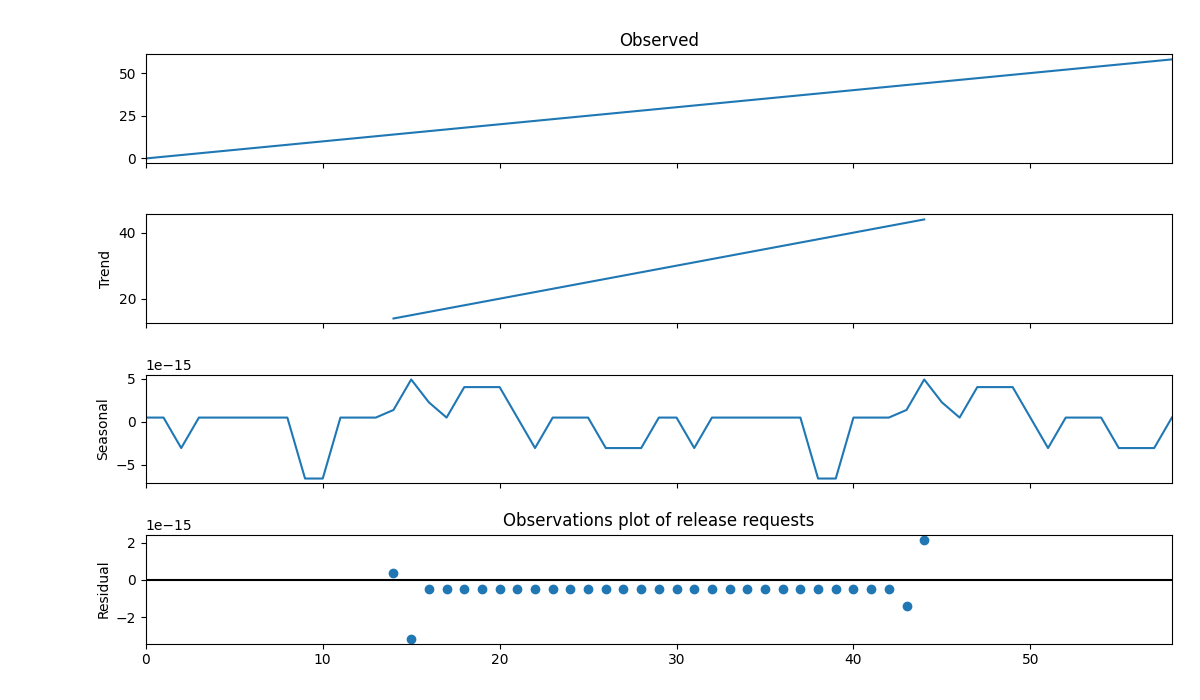 Observed
50
25
0
Trend
40
20
1e−15
Seasonal
5
0
−5
Observations plot of release requests
1e−15
Residual
2
0
−2
0 10 20 30 40 50